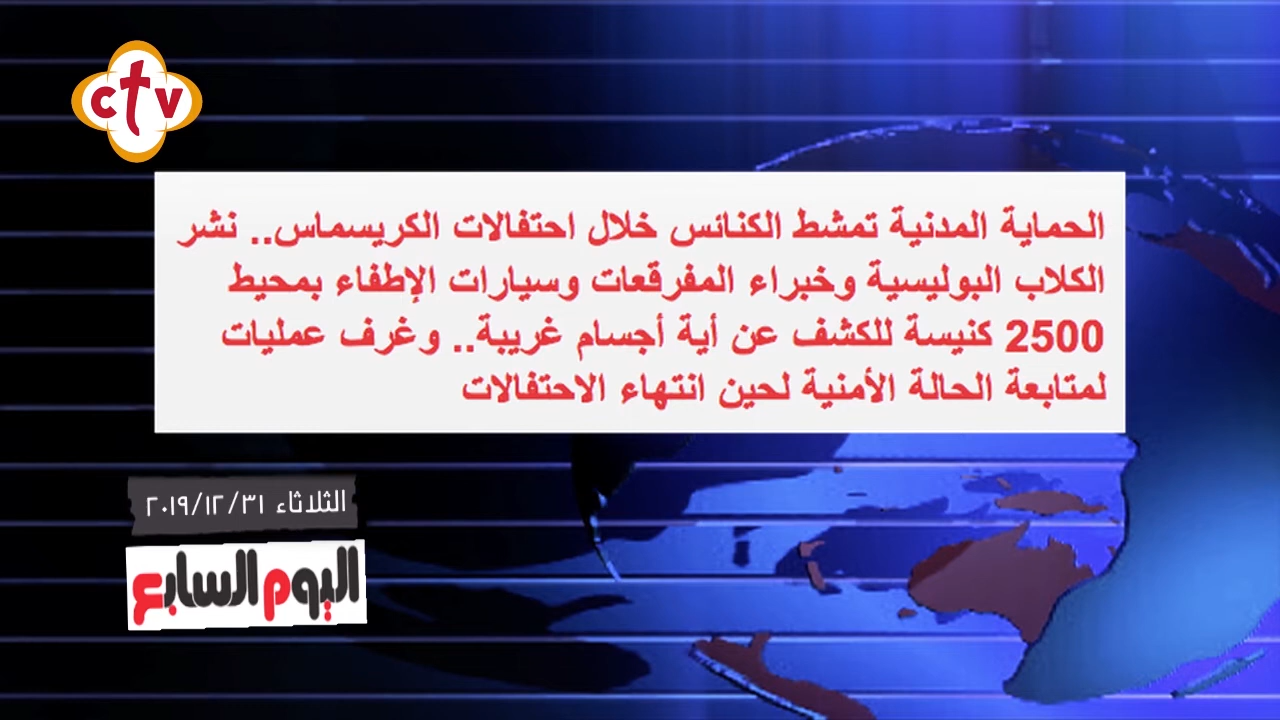 ctv
الحماية المدنية تمشط الكنائس خلال احتفالات الكريسماس.. نشر
الكلاب البوليسية وخبراء المفرقعات وسيارات الإطفاء بمحيط
2500 كنيسة للكشف عن أية أجسام غريبة.. وغرف عمليات
لمتابعة الحالة الأمنية لحين انتهاء الاحتفالات
الثلاثاء ٢٠١٩/١٢/٣١
اليوم السابع